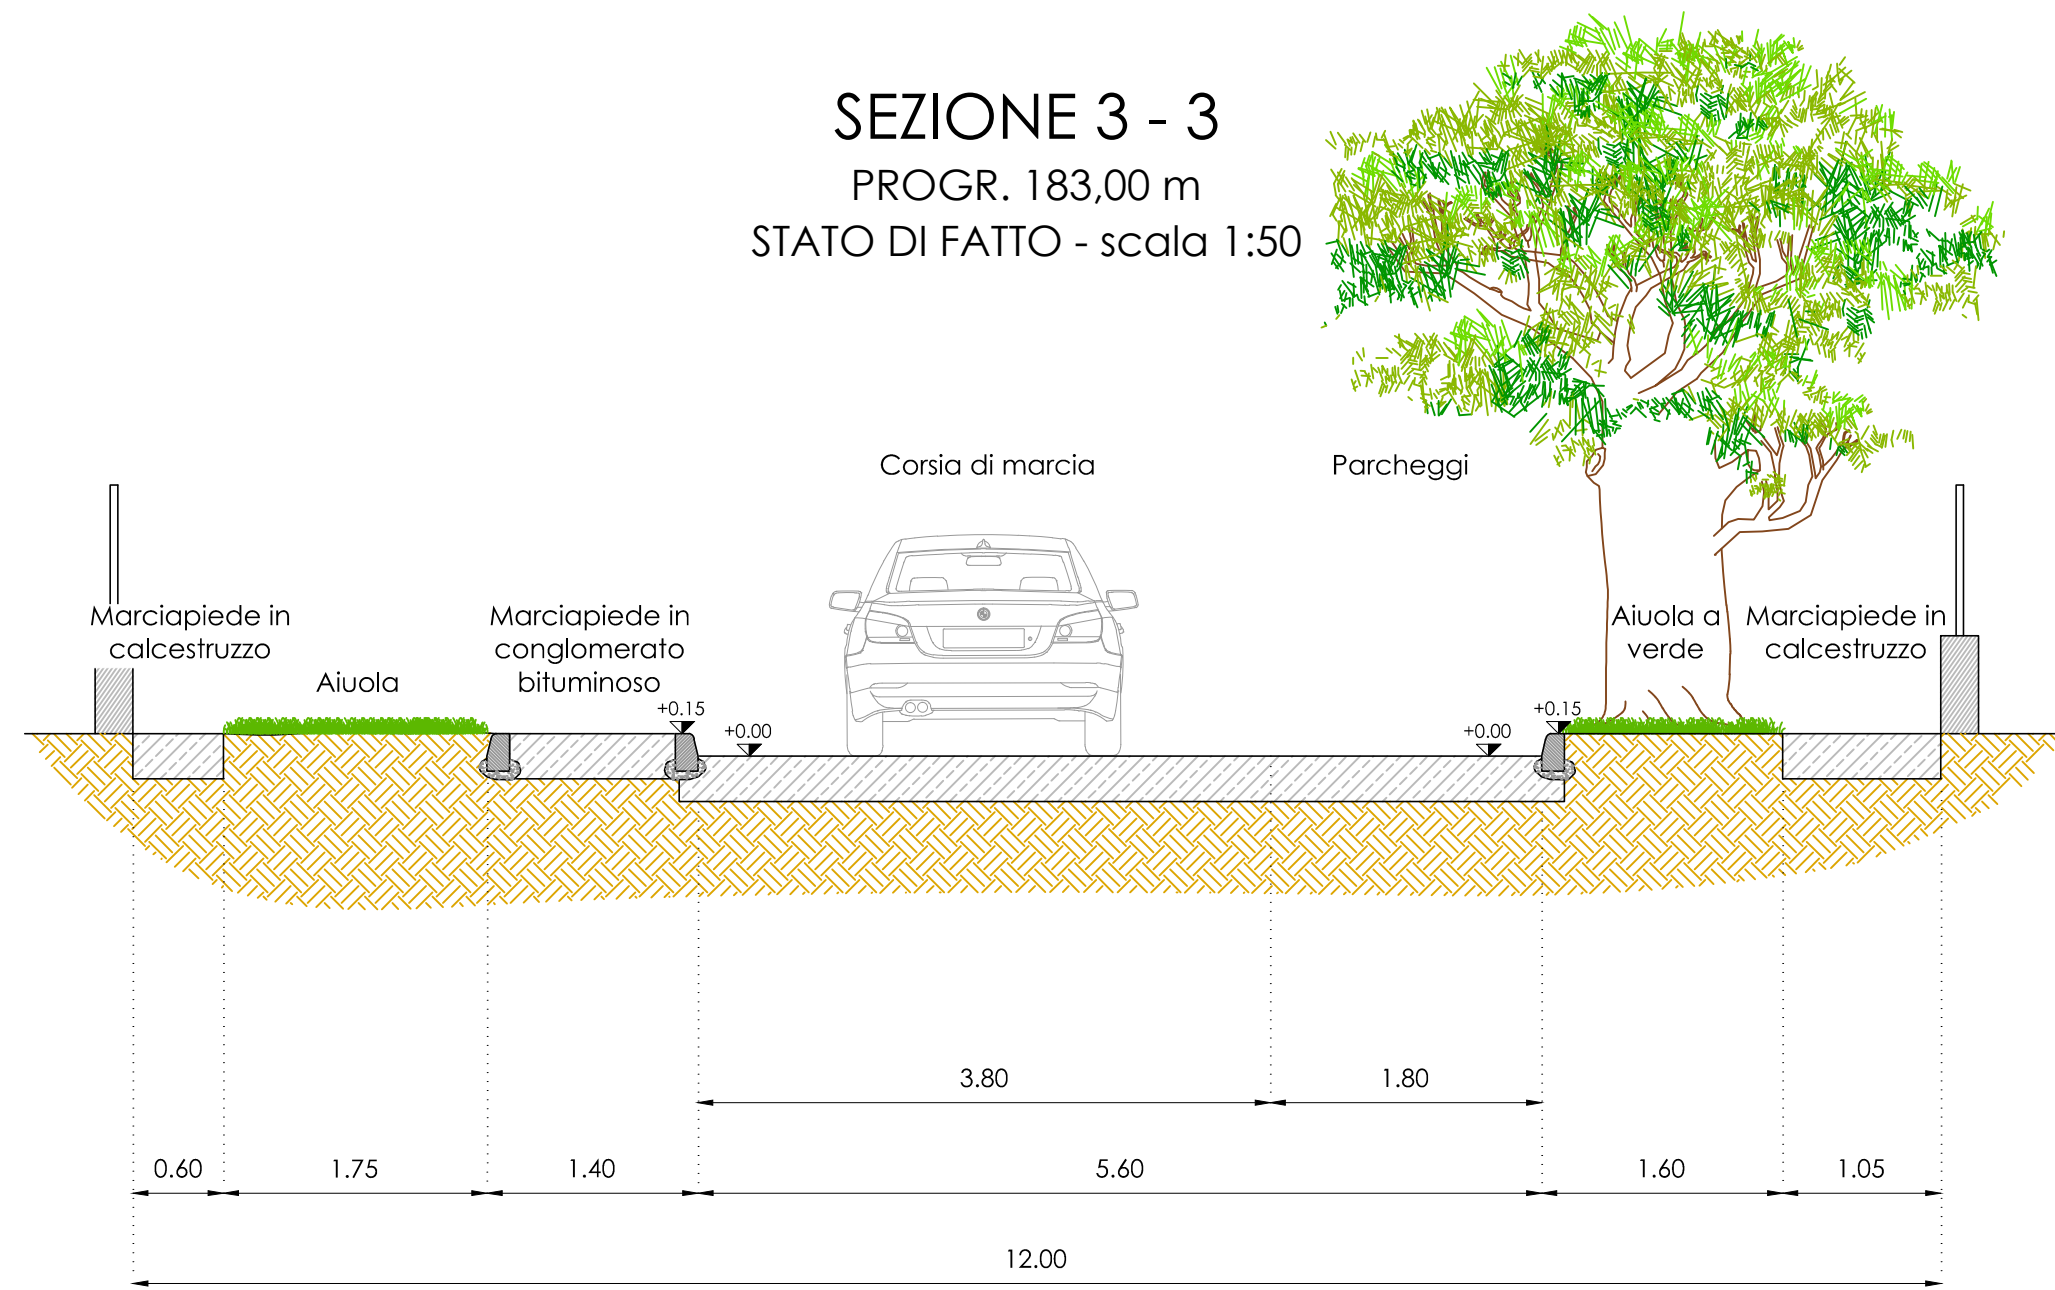 SEZIONE 3 - 3
PROGR. 183,00 m
STATO DI FATTO - scala 1:50
Corsia di marcia
Parcheggi
Marciapiede in
calcestruzzo
Aiuola
Marciapiede in
conglomerato
bituminoso
Aiuola a
verde
Marciapiede in
calcestruzzo
+0.15
+0.00
+0.00
+0.15
3.80
1.80
0.60
1.75
1.40
5.60
1.60
1.05
12.00